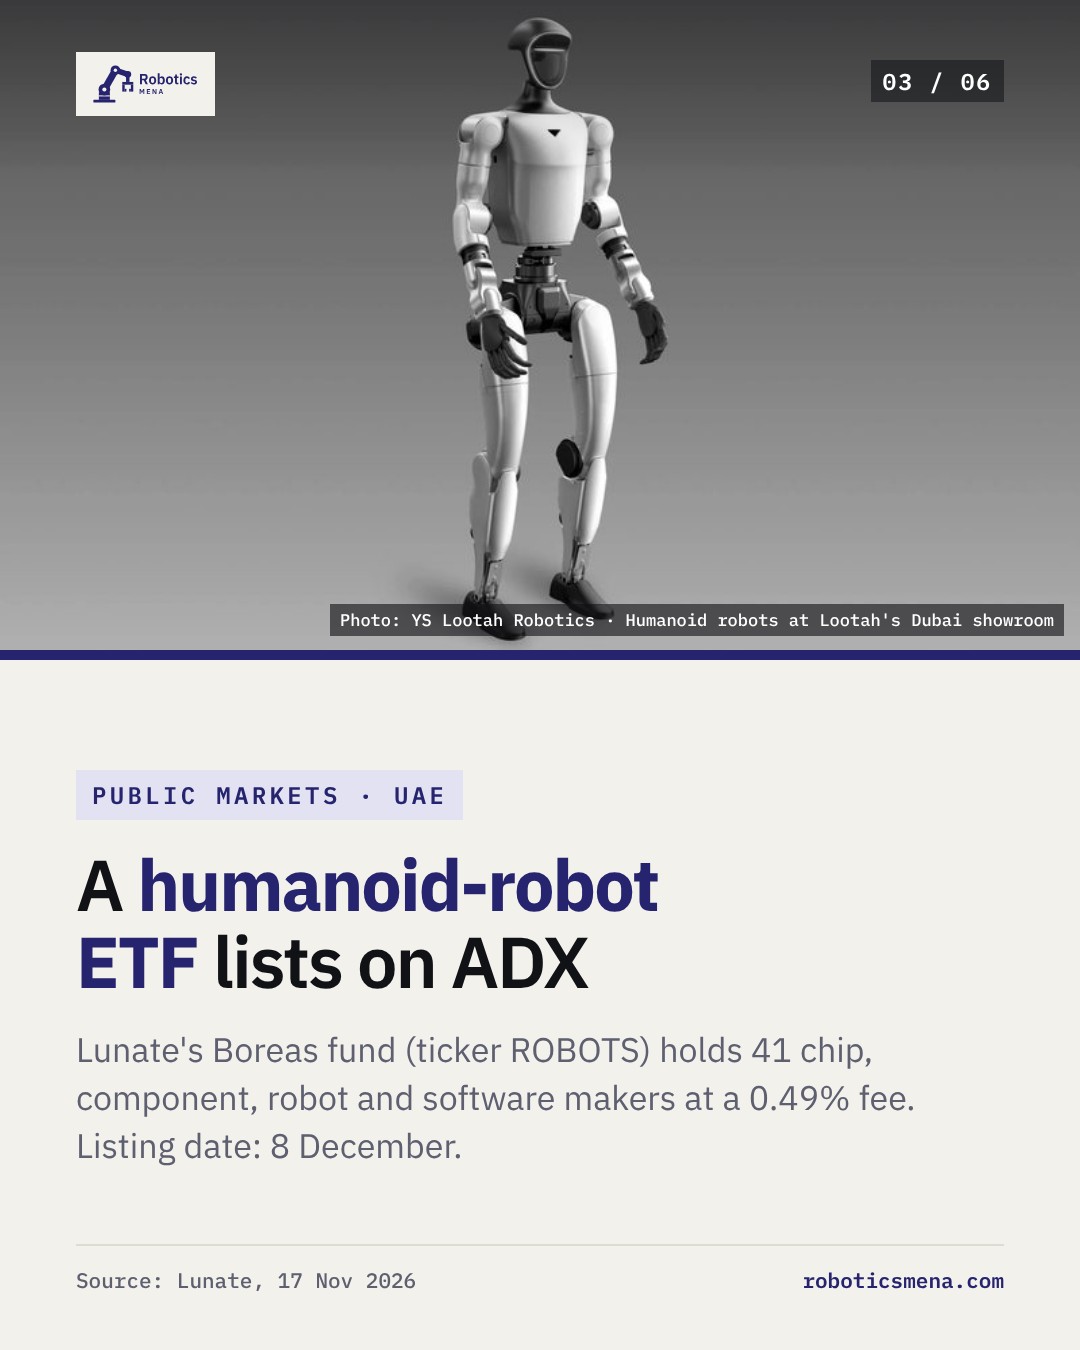 Robotics
MENA
03 / 06
Photo: YS Lootah Robotics · Humanoid robots at Lootah's Dubai showroom
PUBLIC MARKETS · UAE
A humanoid-robot
ETF lists on ADX
Lunate's Boreas fund (ticker ROBOTS) holds 41 chip,
component, robot and software makers at a 0.49% fee.
Listing date: 8 December.
Source: Lunate, 17 Nov 2026
roboticsmena.com